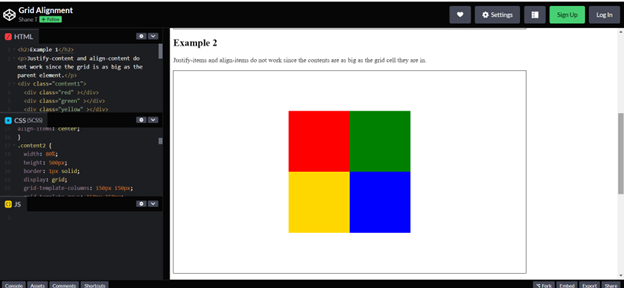 Grid Alignment
Shane T + Follow
Settings
Sign Up
Log In
HTML
<h2>Example 1</h2>
<p>Justify-content and align-content do
not work since the grid is as big as the
parent element.</p>
<div class="content1">
<div class="red" ></div>
<div class="green" ></div>
<div class="yellow" ></div>
CSS (SCSS)
align-items: center;
}
.content2 {
width: 80%;
height: 500px;
border: 1px solid;
display: grid;
grid-template-columns: 150px 150px;
JS
Example 2
Justify-items and align-items do not work since the contents are as big as the grid cell they are in.
Console
Assets
Comments
Shortcuts
Fork
Embed
Export
Share